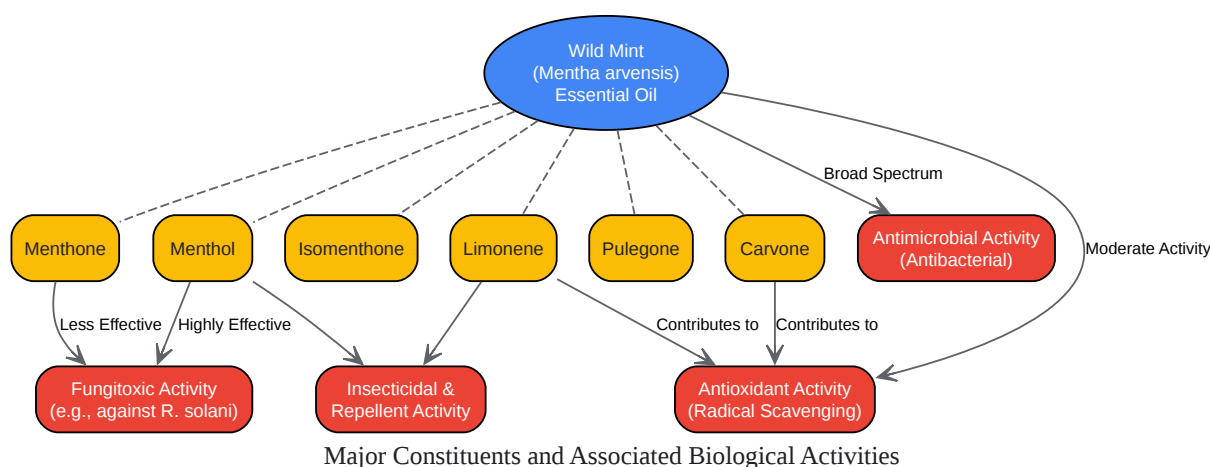 Wild Mint
(Mentha arvensis)
Essential Oil
Broad Spectrum
Menthone
Menthol
Isomenthone
Limonene
Pulegone
Carvone
Antimicrobial Activity
(Antibacterial)
Moderate Activity
Less Effective
Highly Effective
Contributes to
Contributes to
Fungitoxic Activity
(e.g., against R. solani)
Insecticidal &
Repellent Activity
Antioxidant Activity
(Radical Scavenging)
Major Constituents and Associated Biological Activities